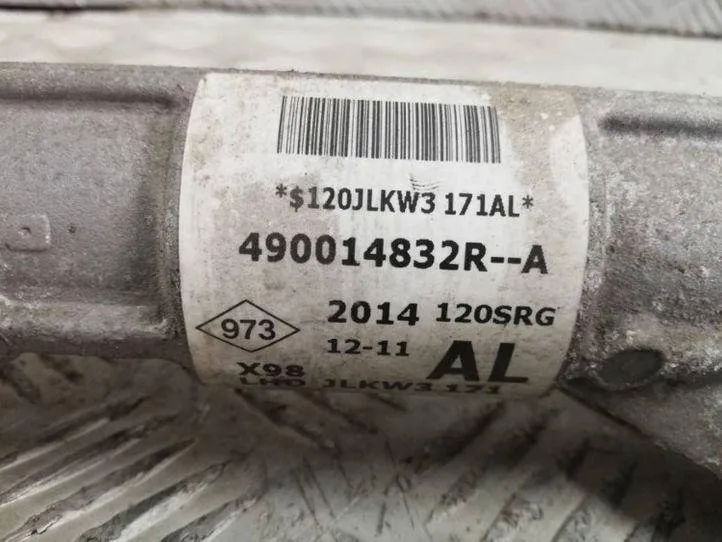 *$120JLKW3 171AL*
490014832R--A
973 2014 120SRG
12-11 AL
X98
LHD JLKW3 171